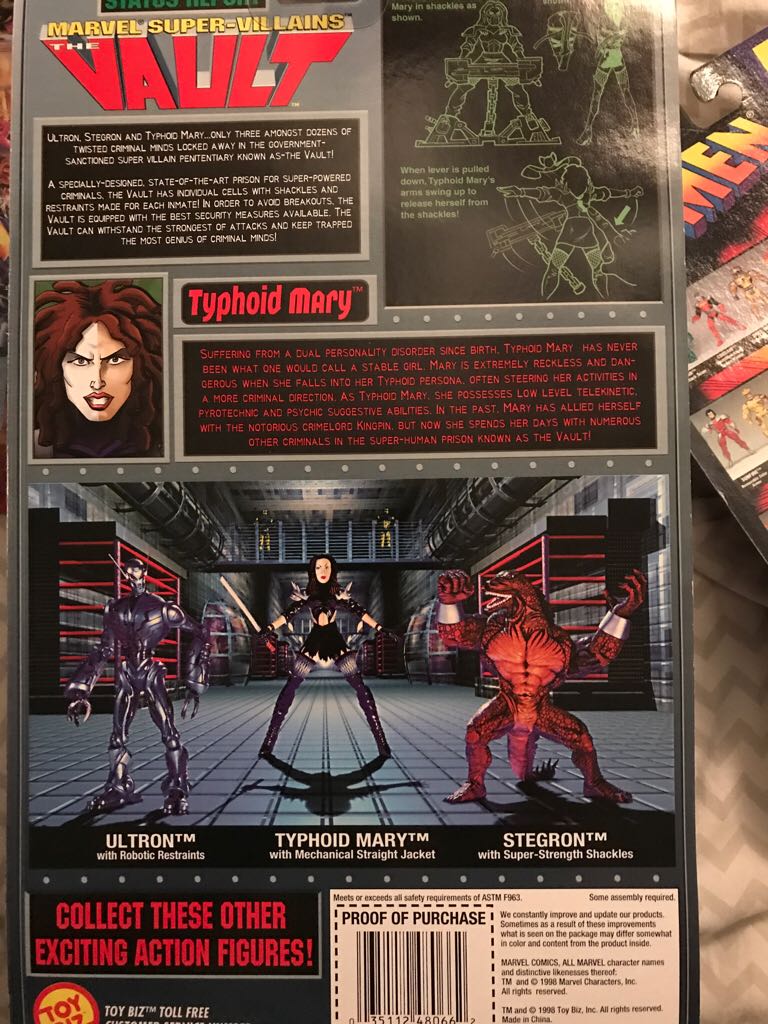 STATUS REPORT
MARVEL SUPER-VILLAINS™
THE
VAULT™
ULTRON, STEGRON AND TYPHOID MARY...ONLY THREE AMONGST DOZENS OF
TWISTED CRIMINAL MINDS LOCKED AWAY IN THE GOVERNMENT-
SANCTIONED SUPER VILLAIN PENTENTIARY KNOWN AS-THE VAULT!
A SPECIALLY-DESIGNED, STATE-OF-THE-ART PRISON FOR SUPER-POWERED
CRIMINALS, THE VAULT HAS INDIVIDUAL CELLS WITH SHACKLES AND
RESTRAINTS MADE FOR EACH INMATE! IN ORDER TO AVOID BREAKOUTS, THE
VAULT IS EQUIPPED WITH THE BEST SECURITY MEASURES AVAILABLE. THE
VAULT CAN WITHSTAND THE STRONGEST OF ATTACKS AND KEEP TRAPPED
THE MOST GENIUS OF CRIMINAL MINDS!
Mary in shackles as
shown.
When lever is pulled
down, Typhoid Mary's
arms swing up to
release herself from
the shackles!
Typhoid Mary™
SUFFERING FROM A DUAL PERSONALITY DISORDER SINCE BIRTH, TYPHOID MARY HAS NEVER
BEEN WHAT ONE WOULD CALL A STABLE GIRL. MARY IS EXTREMELY RECKLESS AND DAN-
GEROUS WHEN SHE FALLS INTO HER TYPHOID PERSONA, OFTEN STEERING HER ACTIVITIES IN
A MORE CRIMINAL DIRECTION. AS TYPHOID MARY, SHE POSSESSES LOW LEVEL TELEKINETIC,
PYROTECHNIC AND PSYCHIC SUGGESTIVE ABILITIES. IN THE PAST, MARY HAS ALLIED HERSELF
WITH THE NOTORIOUS CRIMELORD KINGPIN, BUT NOW SHE SPENDS HER DAYS WITH NUMEROUS
OTHER CRIMINALS IN THE SUPER-HUMAN PRISON KNOWN AS THE VAULT!
ULTRON™
with Robotic Restraints
TYPHOID MARY™
with Mechanical Straight Jacket
STEGRON™
with Super-Strength Shackles
COLLECT THESE OTHER
EXCITING ACTION FIGURES!
TOY BIZ
TOY BIZ™ TOLL FREE
CUSTOMER SERVICE NUMBER
Meets or exceeds all safety requirements of ASTM F963.
Some assembly required.
PROOF OF PURCHASE
0 35112 48066 2
We constantly improve and update our products.
Sometimes as a result of these improvements
what is seen on the package may differ somewhat
in color and content from the product inside.
MARVEL COMICS, ALL MARVEL character names
and distinctive likenesses thereof:
TM and © 1998 Marvel Characters, Inc.
All rights reserved.
TM and © 1998 Toy Biz, Inc. All rights reserved.
Made in China.
MEN®